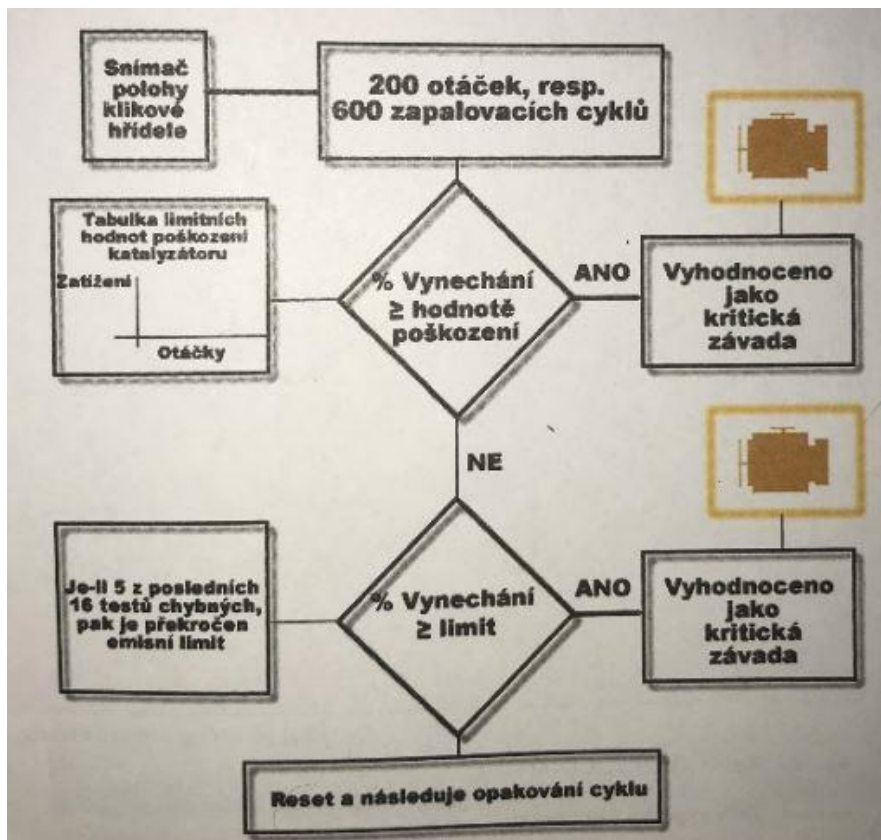 Snímač
polohy
klikové
hřídele
200 otáček, resp.
600 zapalovacích cyklů
Tabulka limitních
hodnot poškození
katalyzátoru
Zatížení
Otáčky
% Vynechání
≥ hodnotě
poškození
ANO
Vyhodnoceno
jako
kritická
závada
NE
Je-li 5 z posledních
16 testů chybných,
pak je překročen
emisní limit
% Vynechání
≥ limit
ANO
Vyhodnoceno
jako
kritická
závada
Reset a následuje opakování cyklu